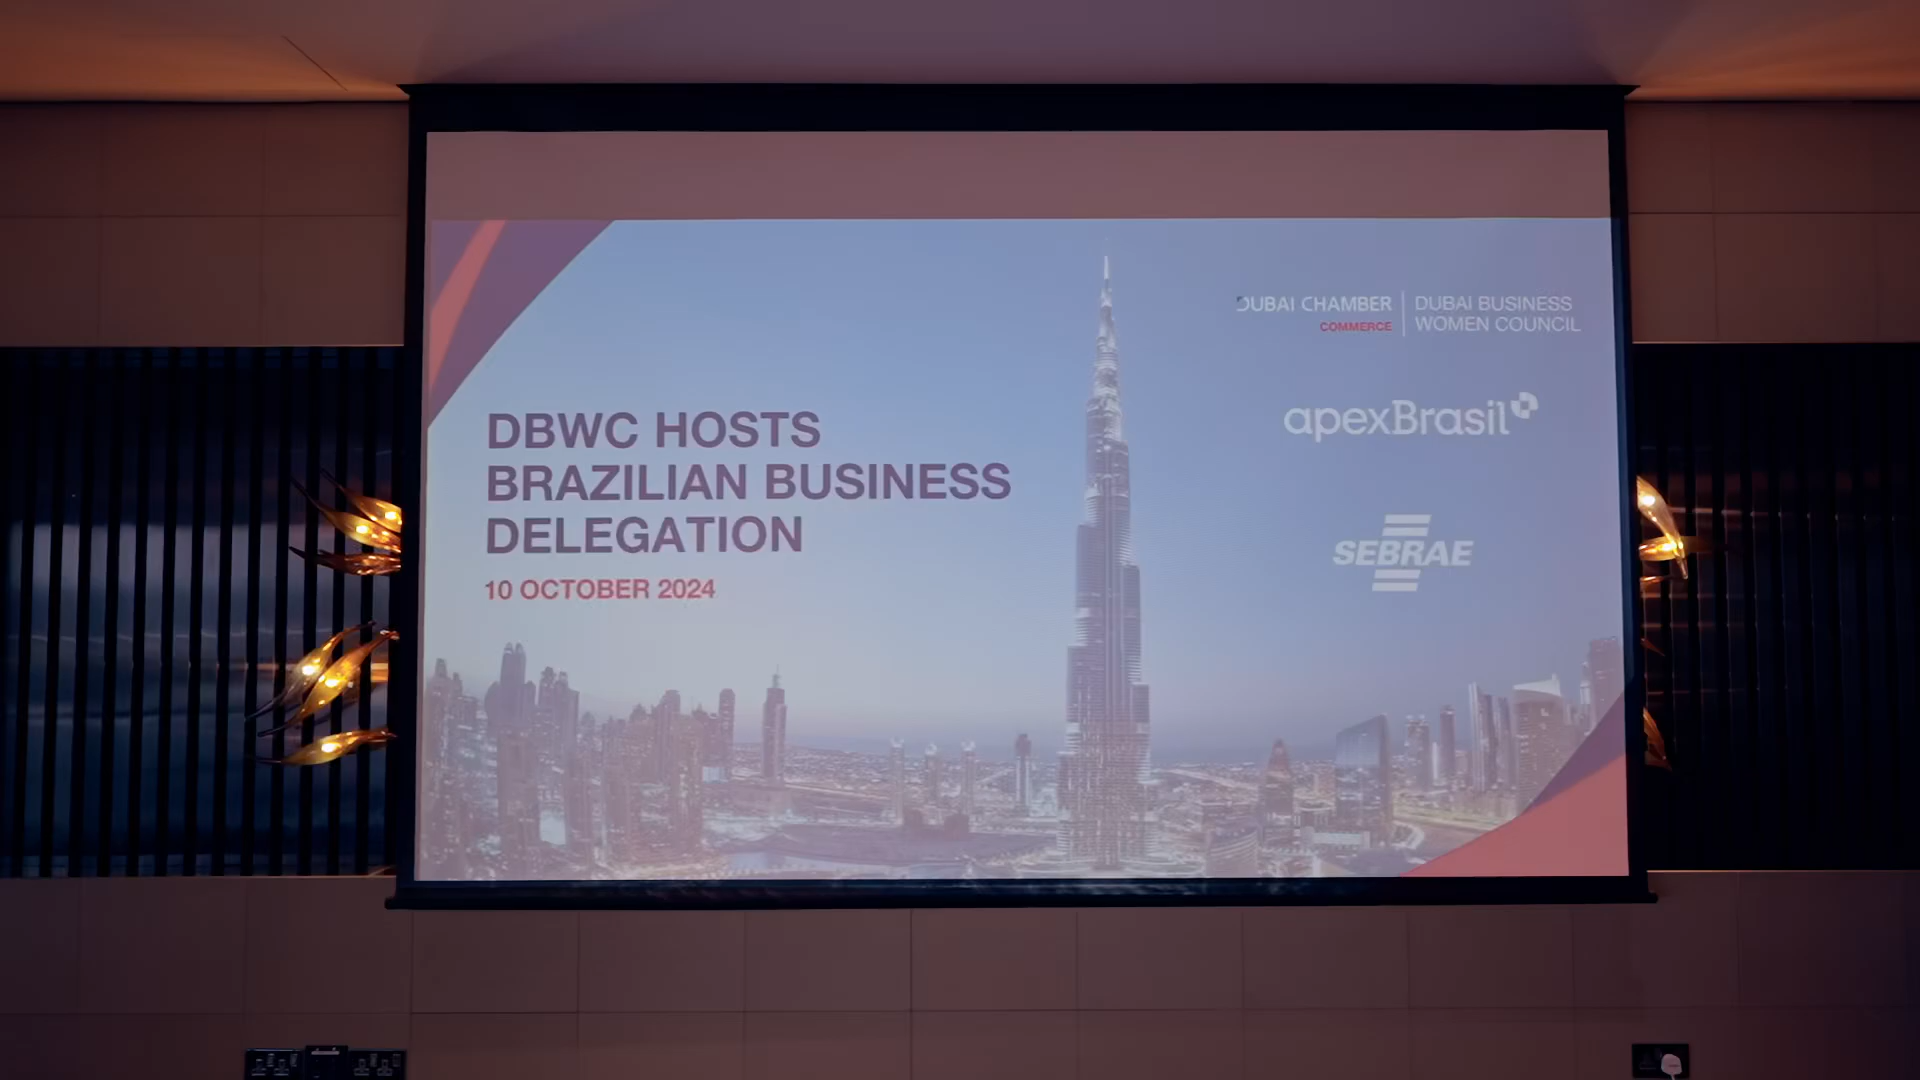 DUBAI CHAMBER
COMMERCE
DUBAI BUSINESS
WOMEN COUNCIL
apexBrasil
SEBRAE
DBWC HOSTS
BRAZILIAN BUSINESS
DELEGATION
10 OCTOBER 2024